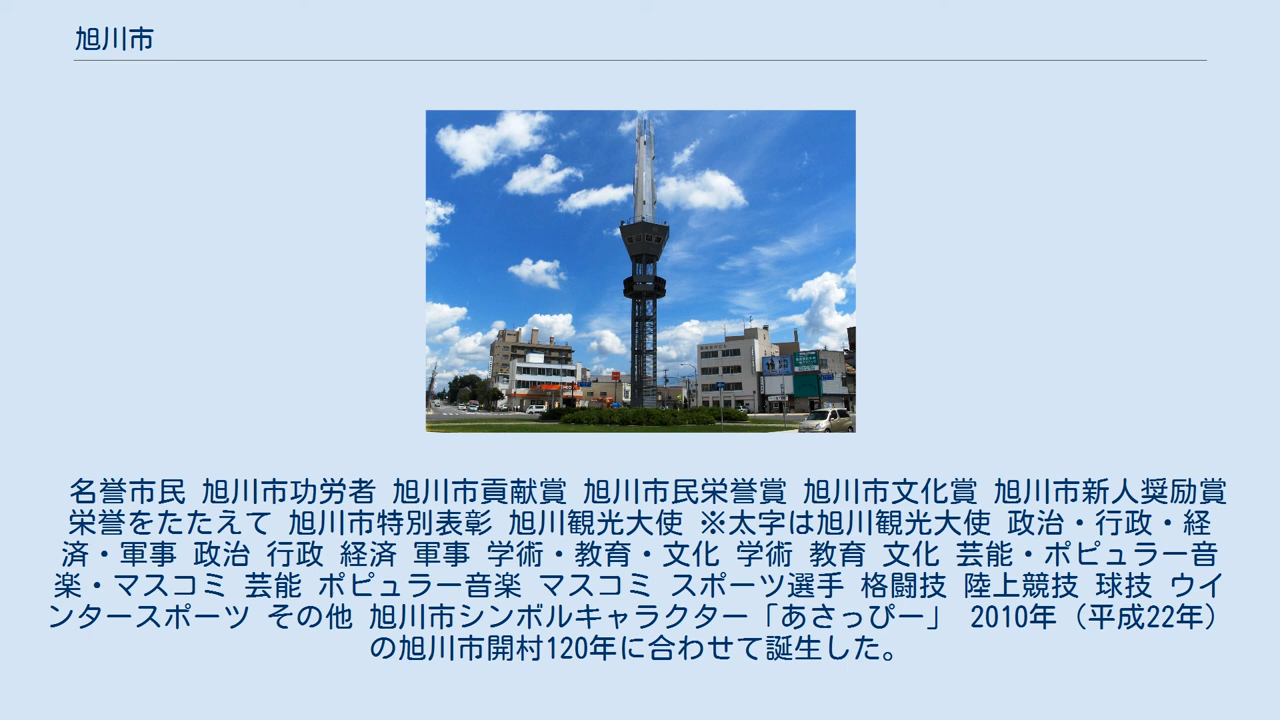 旭川市
名誉市民 旭川市功労者 旭川市貢献賞 旭川市民栄誉賞 旭川市文化賞 旭川市新人奨励賞
栄誉をたたえて 旭川市特別表彰 旭川観光大使 ※太字は旭川観光大使 政治・行政・経
済・軍事 政治 行政 経済 軍事 学術・教育・文化 学術 教育 文化 芸能・ポピュラー音
楽・マスコミ 芸能 ポピュラー音楽 マスコミ スポーツ選手 格闘技 陸上競技 球技 ウイ
ンタースポーツ その他 旭川市シンボルキャラクター「あさっぴー」 2010年（平成22年）
の旭川市開村120年に合わせて誕生した。